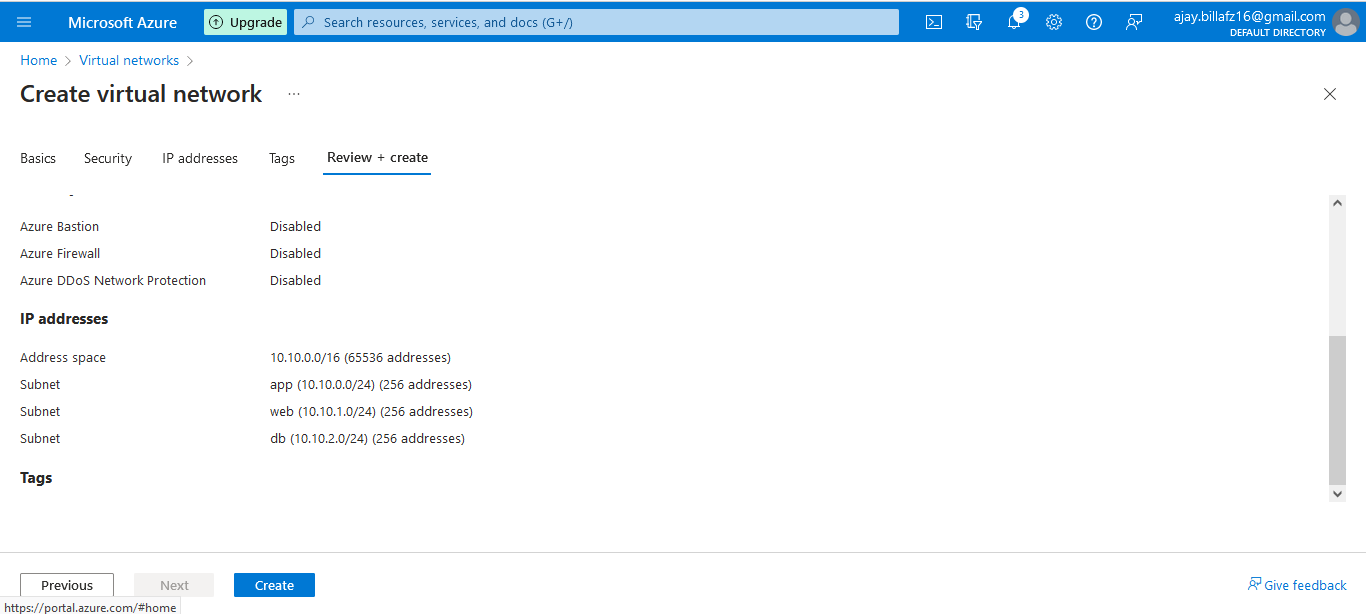 Microsoft Azure Upgrade Search resources, services, and docs (G+/) 3 ajay.billafz16@gmail.com
DEFAULT DIRECTORY
Home > Virtual networks >
Create virtual network ...
Basics Security IP addresses Tags Review + create
Azure Bastion Disabled
Azure Firewall Disabled
Azure DDoS Network Protection Disabled
IP addresses
Address space 10.10.0.0/16 (65536 addresses)
Subnet app (10.10.0.0/24) (256 addresses)
Subnet web (10.10.1.0/24) (256 addresses)
Subnet db (10.10.2.0/24) (256 addresses)
Tags
Previous Next Create Give feedback
https://portal.azure.com/#home